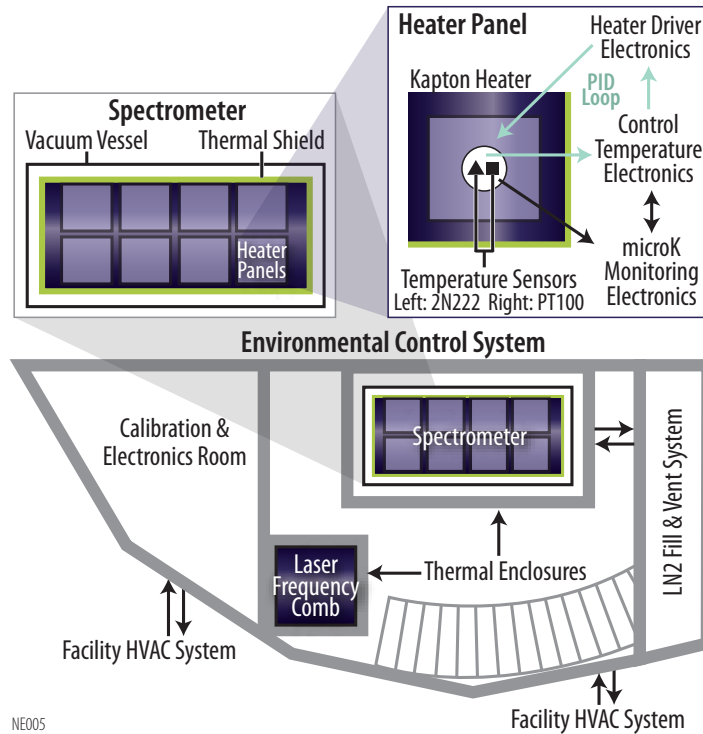 Heater Panel
Heater Driver
Electronics
Kapton Heater
PID
Loop
Control
Temperature
Electronics
microK
Monitoring
Electronics
Temperature Sensors
Left: 2N222 Right: PT100
Spectrometer
Vacuum Vessel
Thermal Shield
Heater
Panels
Environmental Control System
Calibration &
Electronics Room
Spectrometer
LN2 Fill & Vent System
Laser
Frequency
Comb
Thermal Enclosures
Facility HVAC System
Facility HVAC System
NE005